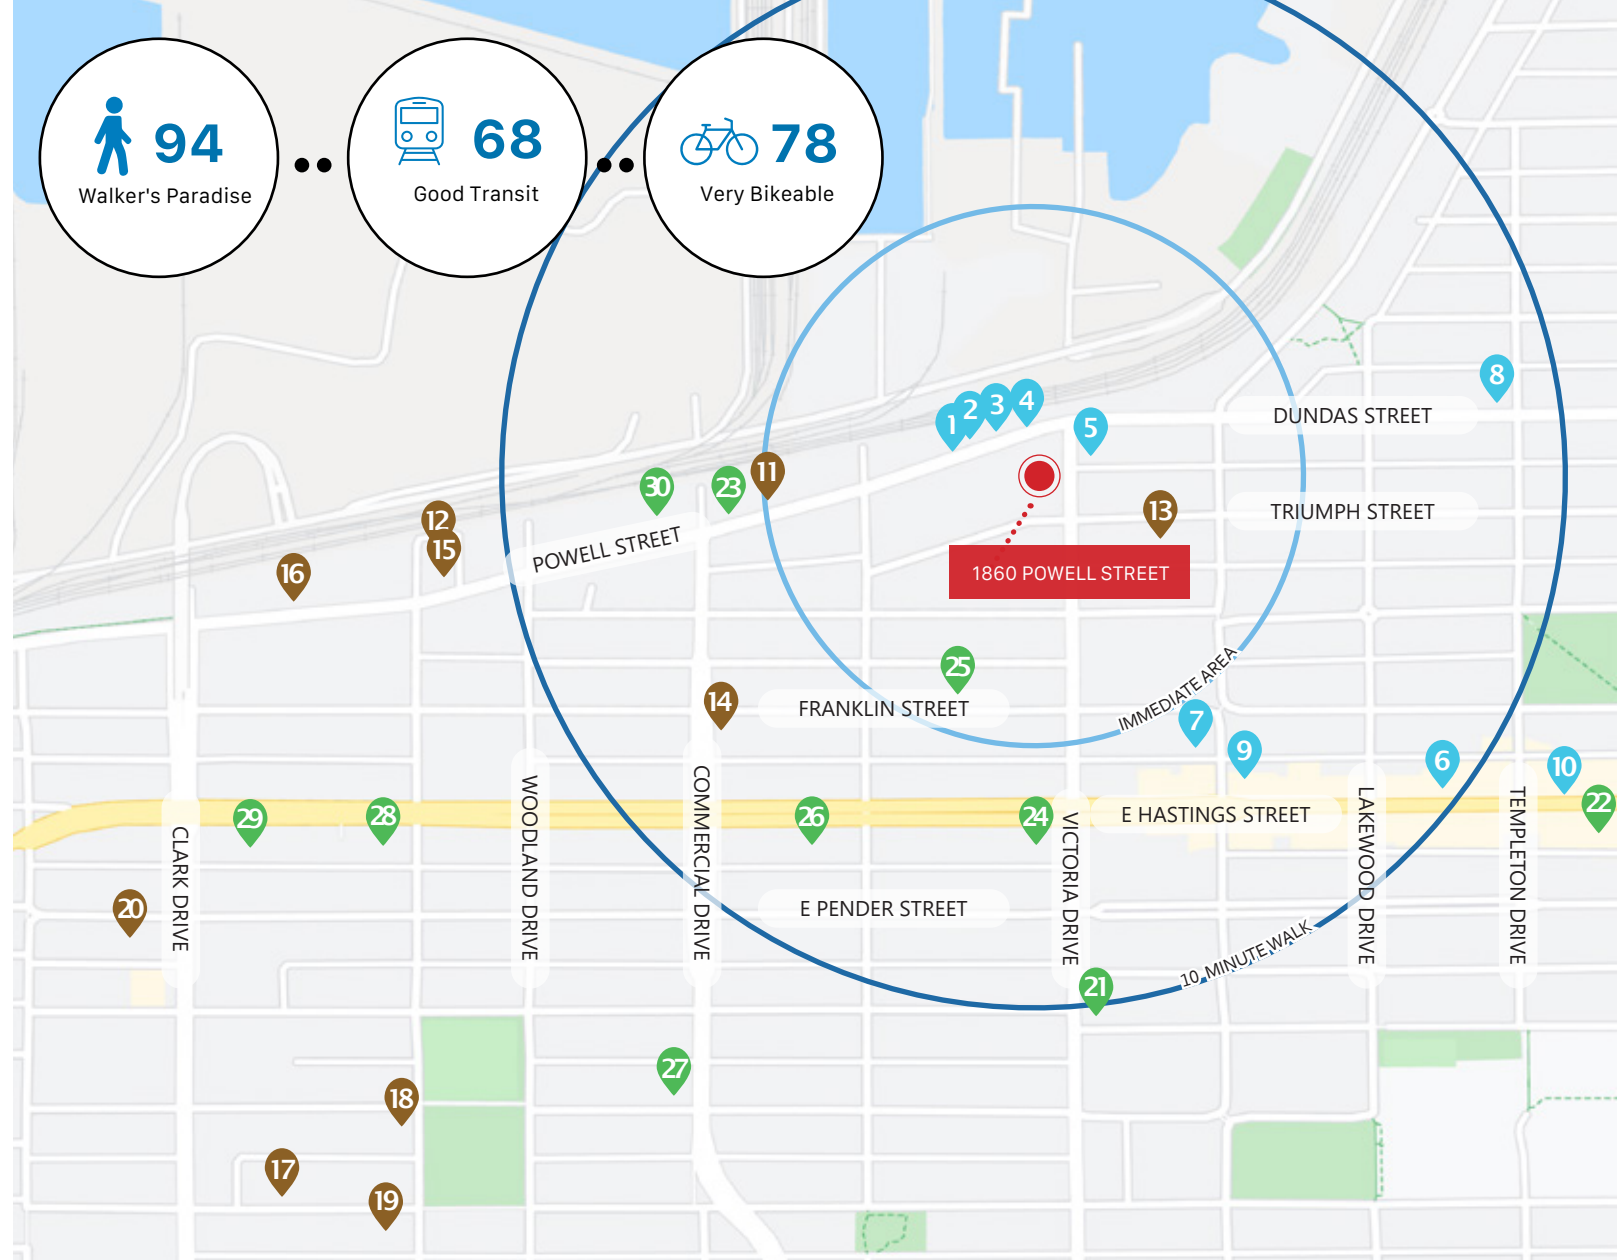 94
Walker's Paradise
68
Good Transit
78
Very Bikeable
8
1
2
3
4
5
DUNDAS STREET
11
30
23
12
15
16
13
TRIUMPH STREET
POWELL STREET
1860 POWELL STREET
25
14
FRANKLIN STREET
IMMEDIATE AREA
7
9
6
10
22
29
28
26
24
E HASTINGS STREET
CLARK DRIVE
WOODLAND DRIVE
COMMERCIAL DRIVE
VICTORIA DRIVE
LAKEWOOD DRIVE
TEMPLETON DRIVE
20
E PENDER STREET
10 MINUTE WALK
21
27
18
17
19